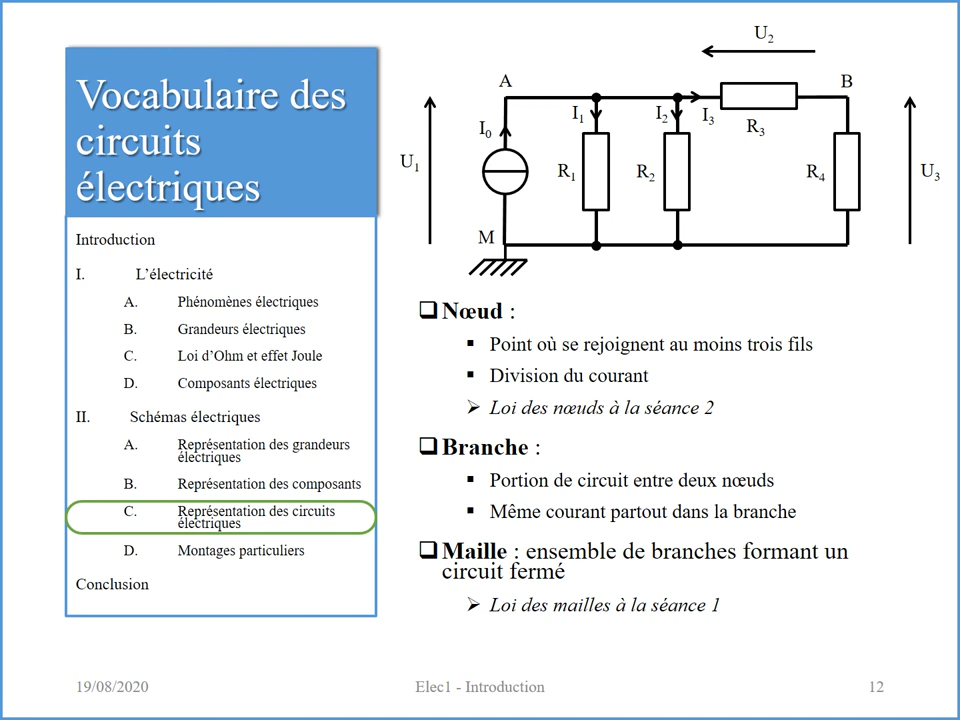 Vocabulaire des
circuits
électriques
Introduction
I. L’électricité
A. Phénomènes électriques
B. Grandeurs électriques
C. Loi d’Ohm et effet Joule
D. Composants électriques
II. Schémas électriques
A. Représentation des grandeurs
électriques
B. Représentation des composants
C. Représentation des circuits
électriques
D. Montages particuliers
Conclusion
U2
A
B
I0
I1
I2
I3
R3
U1
R1
R2
R4
U3
M
❑ Nœud :
▪ Point où se rejoignent au moins trois fils
▪ Division du courant
➢ Loi des nœuds à la séance 2
❑ Branche :
▪ Portion de circuit entre deux nœuds
▪ Même courant partout dans la branche
❑ Maille : ensemble de branches formant un
circuit fermé
➢ Loi des mailles à la séance 1
19/08/2020
Elec1 - Introduction
12